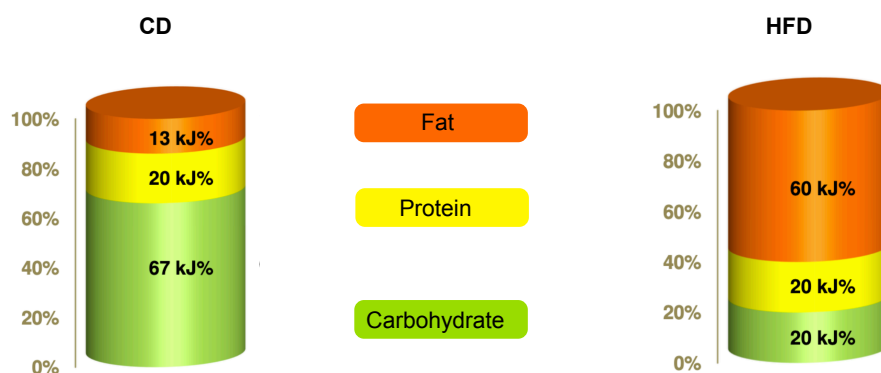 CD
HFD
100%
80%
60%
40%
20%
0%
13 kJ%
20 kJ%
67 kJ%
Fat
Protein
Carbohydrate
100%
80%
60%
40%
20%
0%
60 kJ%
20 kJ%
20 kJ%